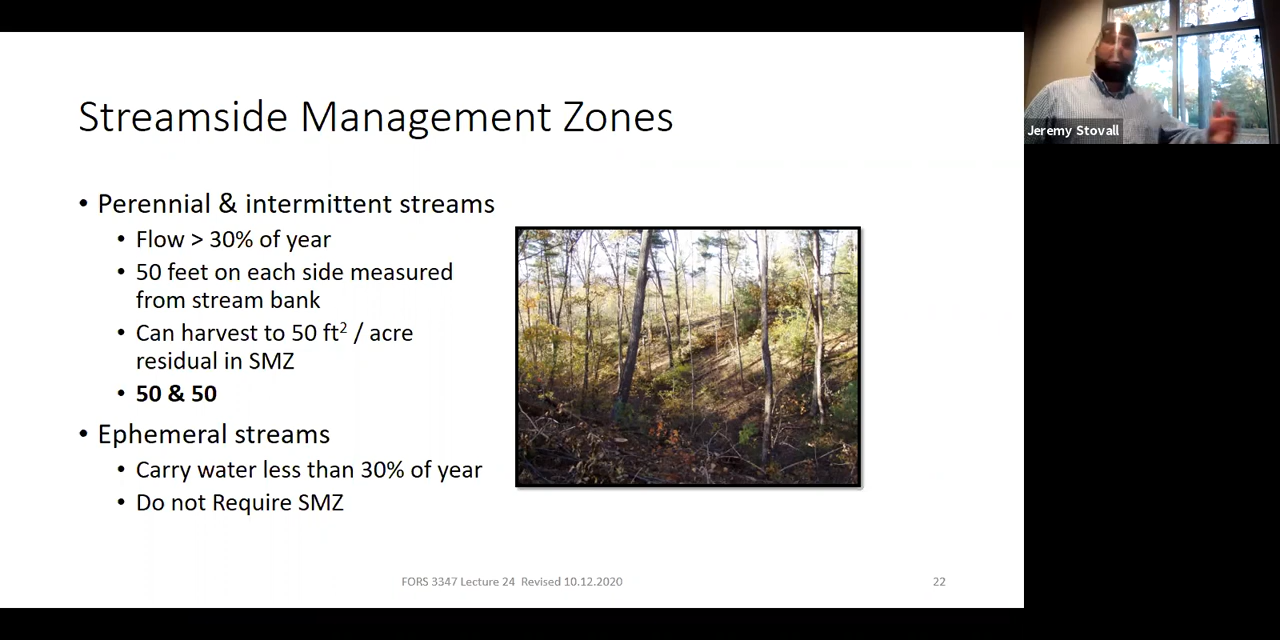 Streamside Management Zones
• Perennial & intermittent streams
• Flow > 30% of year
• 50 feet on each side measured
from stream bank
• Can harvest to 50 ft² / acre
residual in SMZ
• 50 & 50
• Ephemeral streams
• Carry water less than 30% of year
• Do not Require SMZ
FORS 3347 Lecture 24 Revised 10.12.2020
22
Jeremy Stovall